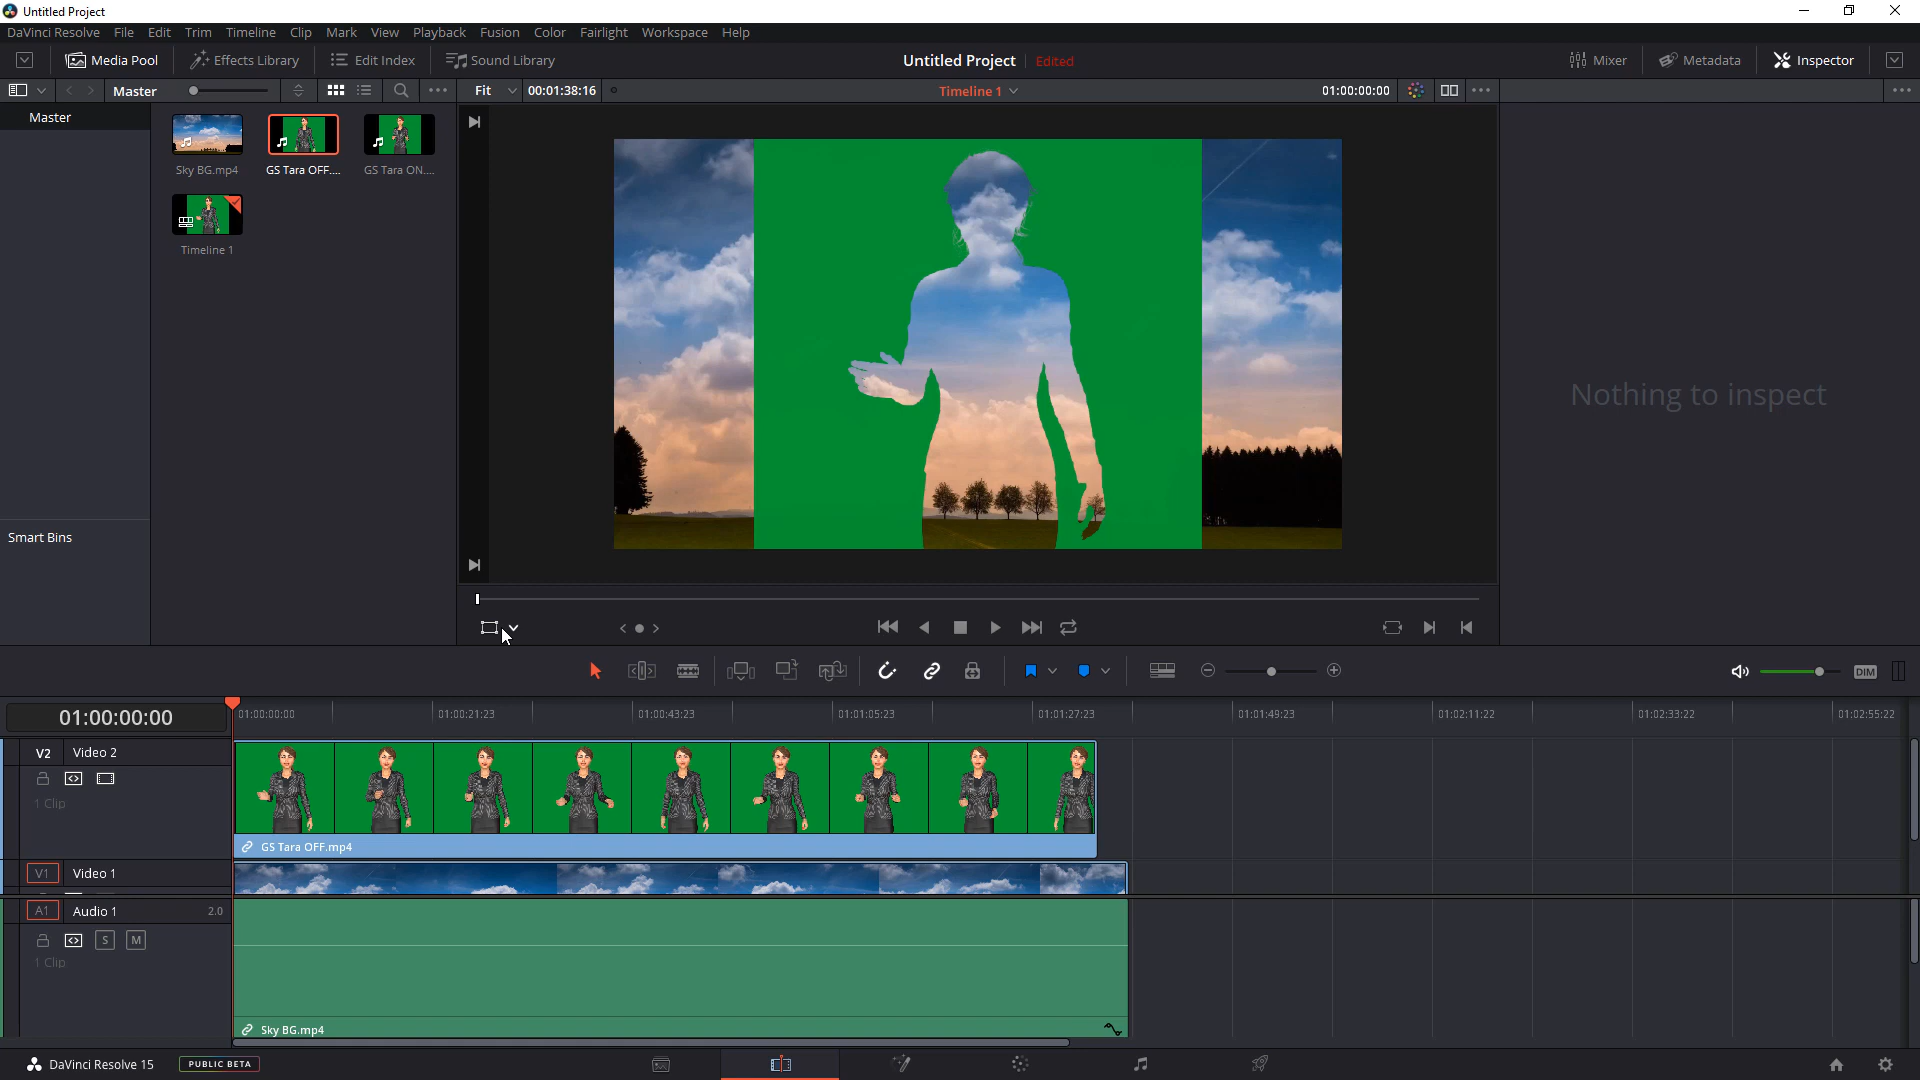 Untitled Project
DaVinci Resolve File Edit Trim Timeline Clip Mark View Playback Fusion Color Fairlight Workspace Help
Media Pool Effects Library Edit Index Sound Library Untitled Project Edited Mixer Metadata Inspector
Master Fit 00:01:38:16 Timeline 1 01:00:00:00
Master
Sky BG.mp4 GS Tara OFF.... GS Tara ON....
Timeline 1
Nothing to inspect
Smart Bins
DIM
01:00:00:00 01:00:00:00 01:00:21:23 01:00:43:23 01:01:05:23 01:01:27:23 01:01:49:23 01:02:11:22 01:02:33:22 01:02:55:22
V2 Video 2
1 Clip
GS Tara OFF.mp4
V1 Video 1
A1 Audio 1 2.0
S M
1 Clip
Sky BG.mp4
DaVinci Resolve 15 PUBLIC BETA